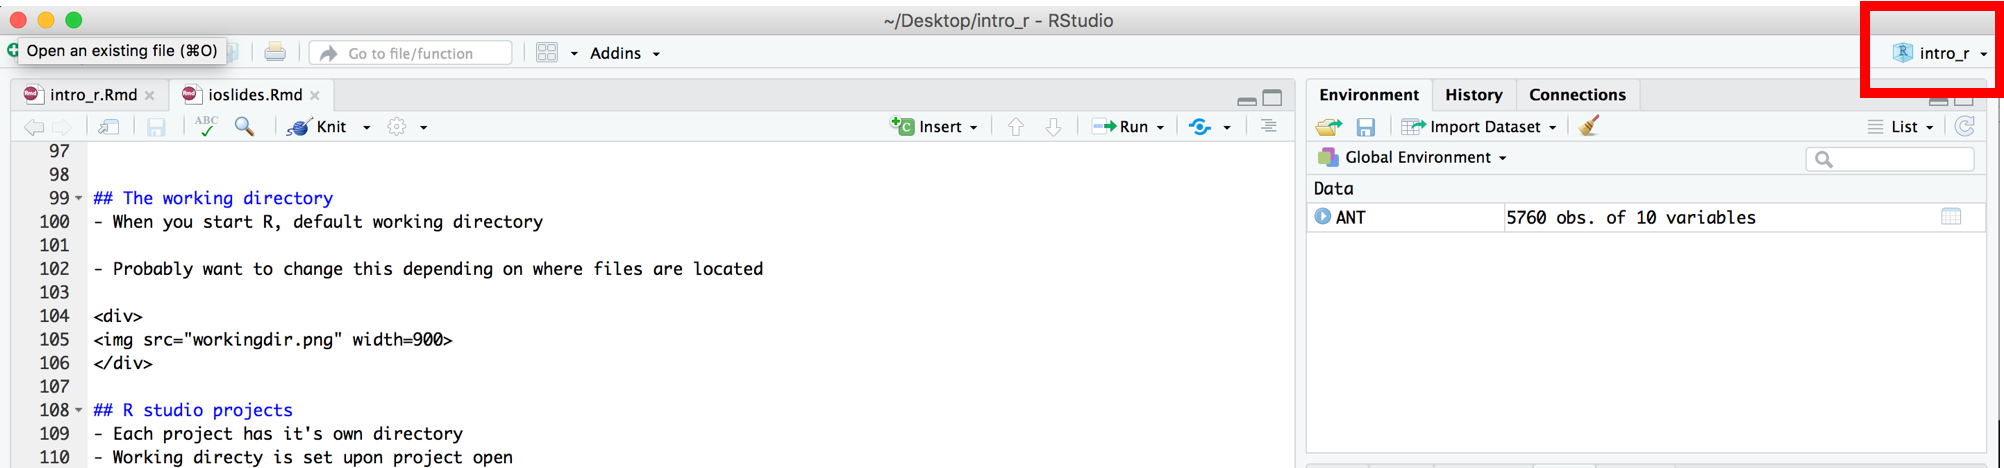 ~/Desktop/intro_r - RStudio
Open an existing file (⌘O)
Go to file/function
Addins
intro_r
intro_r.Rmd
ioslides.Rmd
ABC
Knit
Insert
Run
97
98
99 ## The working directory
100 - When you start R, default working directory
101
102 - Probably want to change this depending on where files are located
103
104 <div>
105 <img src="workingdir.png" width=900>
106 </div>
107
108 ## R studio projects
109 - Each project has it's own directory
110 - Working directy is set upon project open
Environment History Connections
Import Dataset
List
Global Environment
Data
ANT 5760 obs. of 10 variables